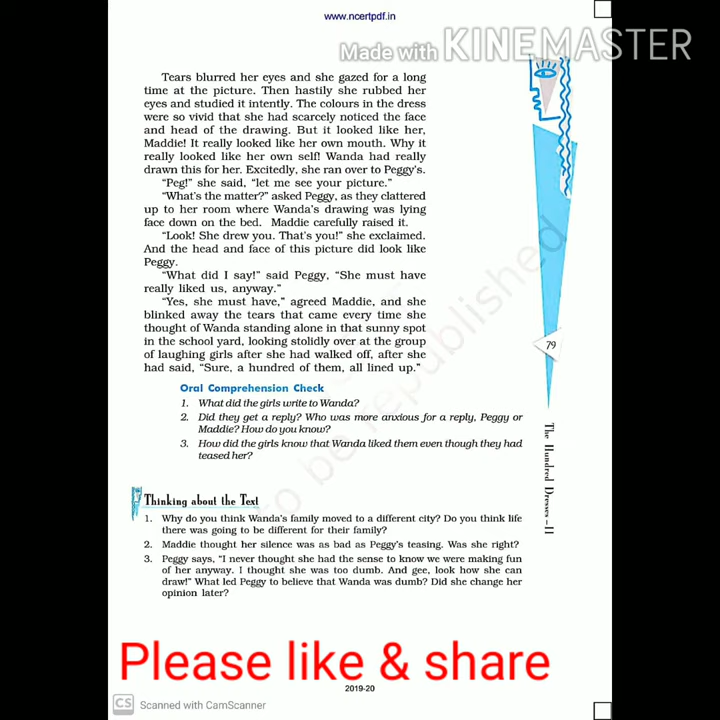 www.ncertpdf.in
Made with KINEMASTER
Tears blurred her eyes and she gazed for a long
time at the picture. Then hastily she rubbed her
eyes and studied it intently. The colours in the dress
were so vivid that she had scarcely noticed the face
and head of the drawing. But it looked like her,
Maddie! It really looked like her own mouth. Why it
really looked like her own self! Wanda had really
drawn this for her. Excitedly, she ran over to Peggy's.
“Peg!” she said, “let me see your picture.”
“What's the matter?” asked Peggy, as they clattered
up to her room where Wanda's drawing was lying
face down on the bed. Maddie carefully raised it.
“Look! She drew you. That's you!” she exclaimed.
And the head and face of this picture did look like
Peggy.
“What did I say!” said Peggy, “She must have
really liked us, anyway.”
“Yes, she must have,” agreed Maddie, and she
blinked away the tears that came every time she
thought of Wanda standing alone in that sunny spot
in the school yard, looking stolidly over at the group
of laughing girls after she had walked off, after she
had said, “Sure, a hundred of them, all lined up.”
79
Oral Comprehension Check
1. What did the girls write to Wanda?
2. Did they get a reply? Who was more anxious for a reply, Peggy or
Maddie? How do you know?
3. How did the girls know that Wanda liked them even though they had
teased her?
The Hundred Dresses –II
to be republished
Thinking about the Text
1. Why do you think Wanda's family moved to a different city? Do you think life
there was going to be different for their family?
2. Maddie thought her silence was as bad as Peggy's teasing. Was she right?
3. Peggy says, “I never thought she had the sense to know we were making fun
of her anyway. I thought she was too dumb. And gee, look how she can
draw!” What led Peggy to believe that Wanda was dumb? Did she change her
opinion later?
Please like & share
2019-20
CS Scanned with CamScanner